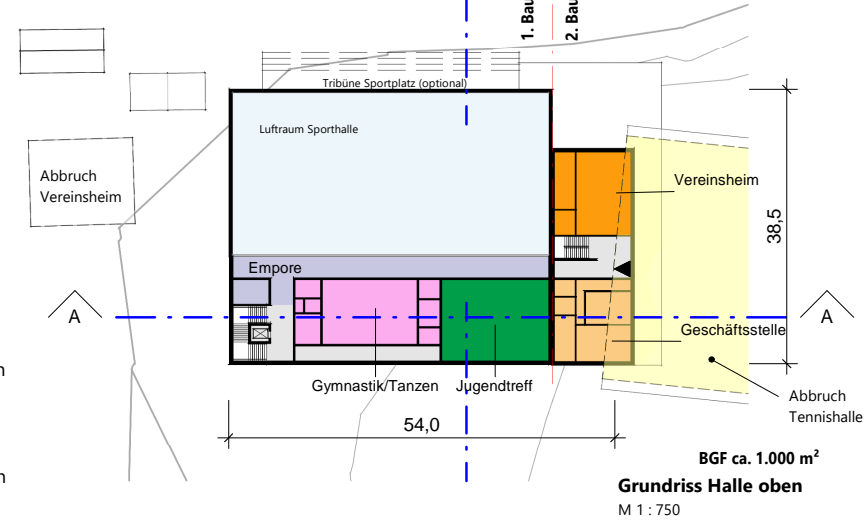 1. Bau
2. Bau
Tribüne Sportplatz (optional)
Luftraum Sporthalle
Abbruch
Vereinsheim
Vereinsheim
38,5
Empore
A
A
Geschäftsstelle
n
Gymnastik/Tanzen
Jugendtreff
Abbruch
Tennishalle
54,0
BGF ca. 1.000 m²
n
Grundriss Halle oben
M 1 : 750